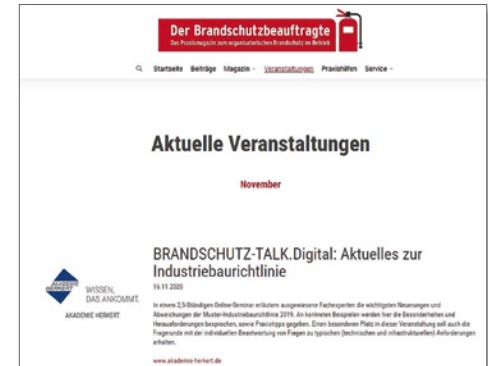 Der Brandschutzbeauftragte
Das Praxismagazin zum organisatorischen Brandschutz im Betrieb
Startseite Beiträge Magazin Veranstaltungen Praxishilfen Service
Aktuelle Veranstaltungen
November
BRANDSCHUTZ-TALK.Digital: Aktuelles zur
Industriebaurichtlinie
16.11.2020
AKADEMIE
HERKERT
WISSEN,
DAS ANKOMMT.
AKADEMIE HERKERT
In einem 2,5-Ständigen Online-Seminar erläutern ausgewiesene Fachexperten die wichtigsten Neuerungen und
Abweichungen der Muster-Industriebaurichtlinie 2019. An konkreten Beispielen werden hier die Besonderheiten und
Herausforderungen besprochen, sowie Praxistipps gegeben. Einen besonderen Platz in dieser Veranstaltung soll auch die
Fragerunde mit der individuellen Beantwortung von Fragen zu typischen (technischen und infrastrukturellen) Anforderungen
erhalten.
www.akademie-herkert.de